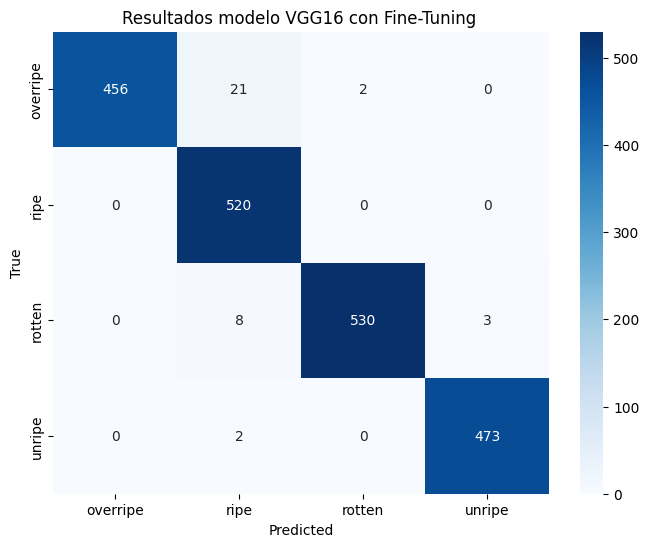 Resultados modelo VGG16 con Fine-Tuning
overripe 456 21 2 0
ripe 0 520 0 0
rotten 0 8 530 3
unripe 0 2 0 473
overripe ripe rotten unripe
Predicted
True
500
400
300
200
100
0